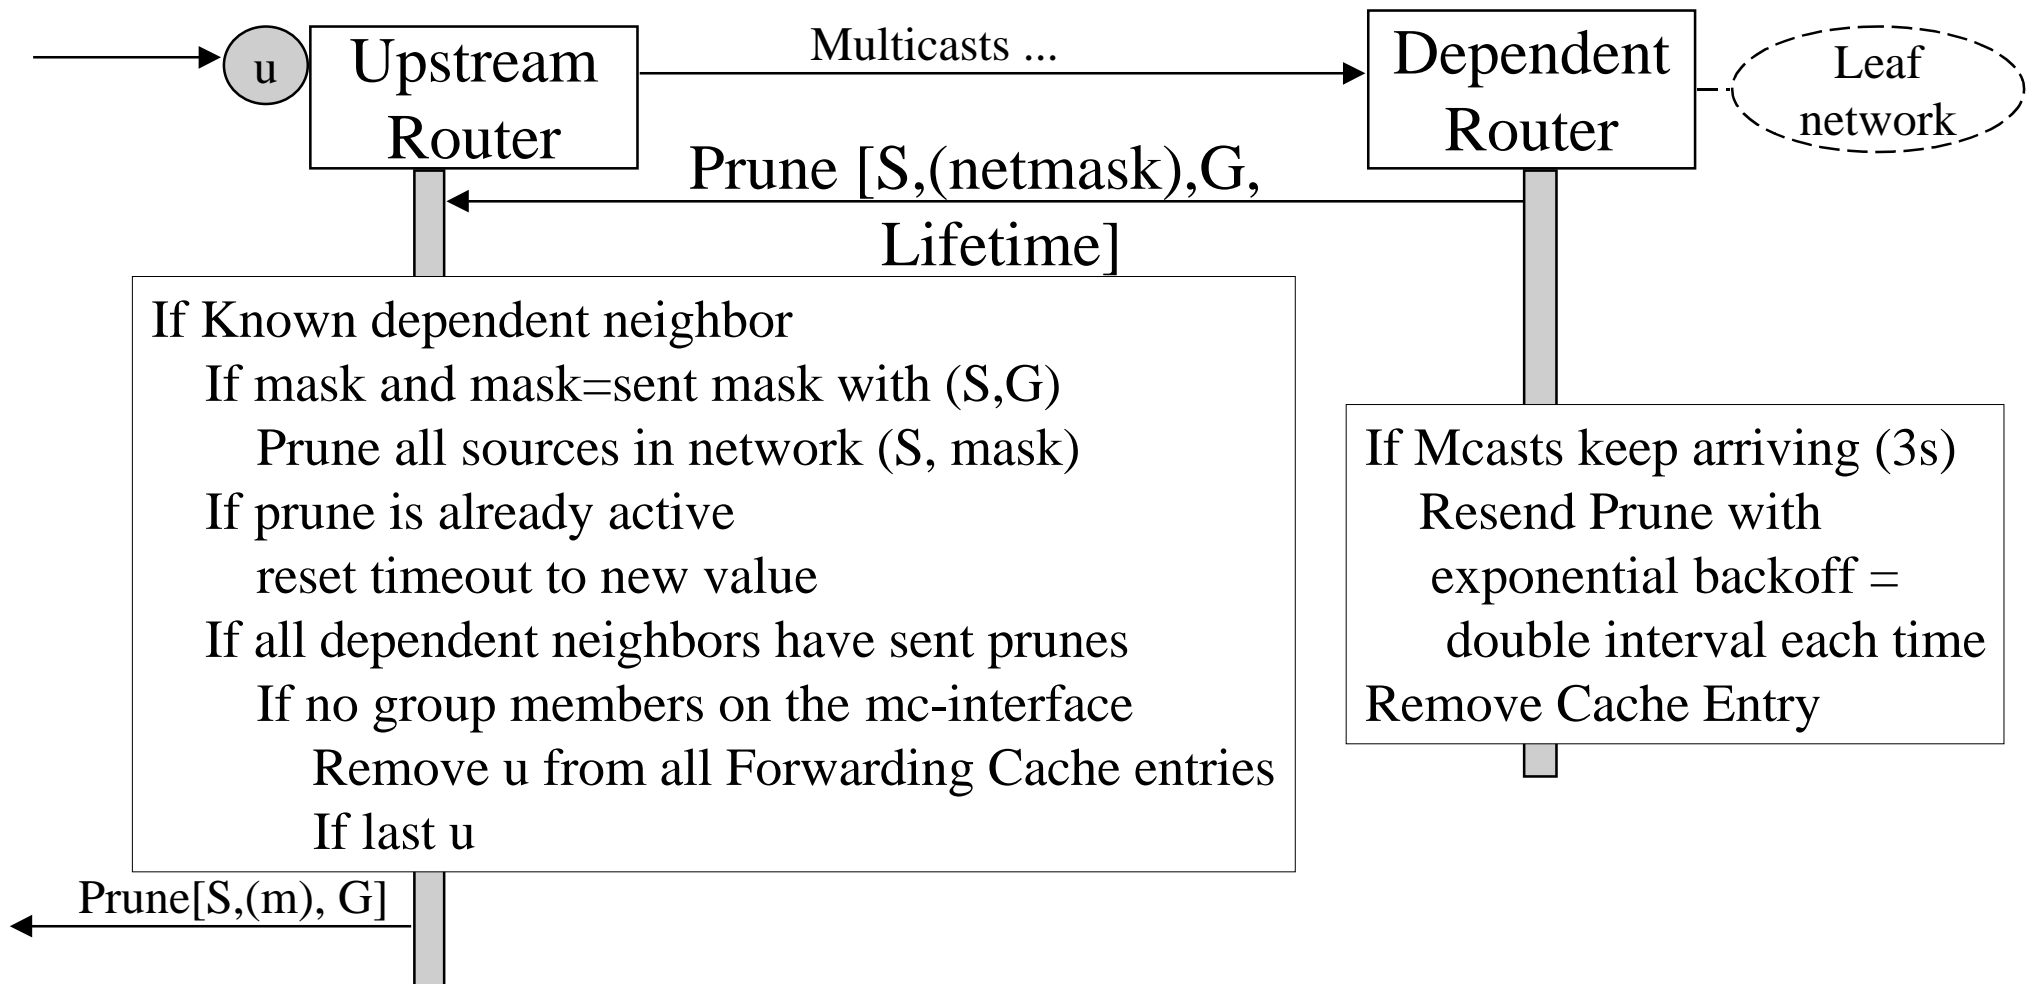 u
Upstream
Router
Multicasts ...
Dependent
Router
Leaf
network
Prune [S,(netmask),G,
Lifetime]
If Known dependent neighbor
If mask and mask=sent mask with (S,G)
Prune all sources in network (S, mask)
If prune is already active
reset timeout to new value
If all dependent neighbors have sent prunes
If no group members on the mc-interface
Remove u from all Forwarding Cache entries
If last u
If Mcasts keep arriving (3s)
Resend Prune with
exponential backoff =
double interval each time
Remove Cache Entry
Prune[S,(m), G]